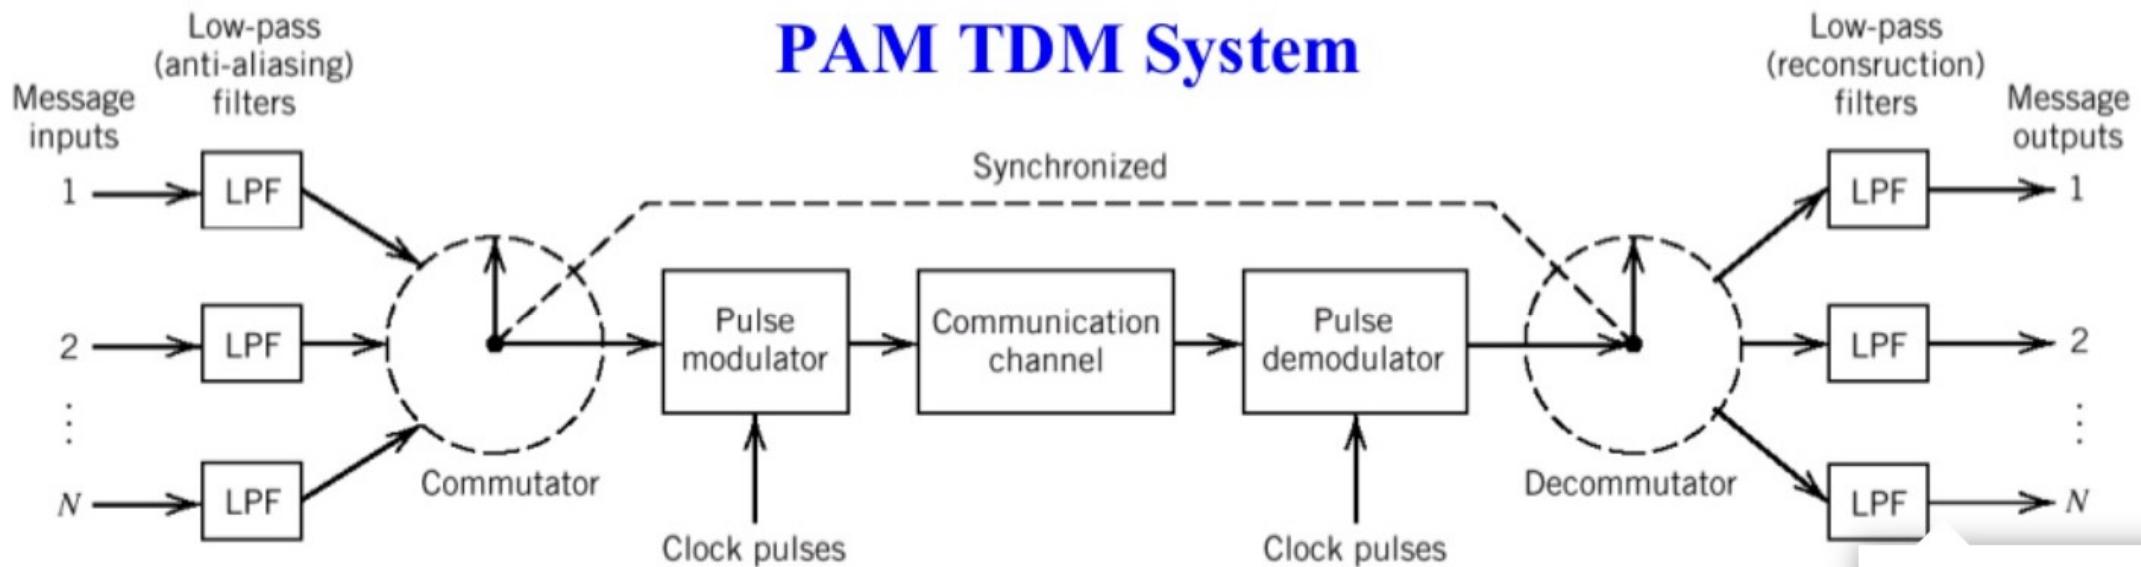 PAM TDM System
Message
inputs
Low-pass
(anti-aliasing)
filters
1
LPF
2
LPF
N
LPF
Commutator
Synchronized
Pulse
modulator
Clock pulses
Communication
channel
Pulse
demodulator
Clock pulses
Decommutator
Low-pass
(reconsruction)
filters
Message
outputs
LPF
1
LPF
2
LPF
N